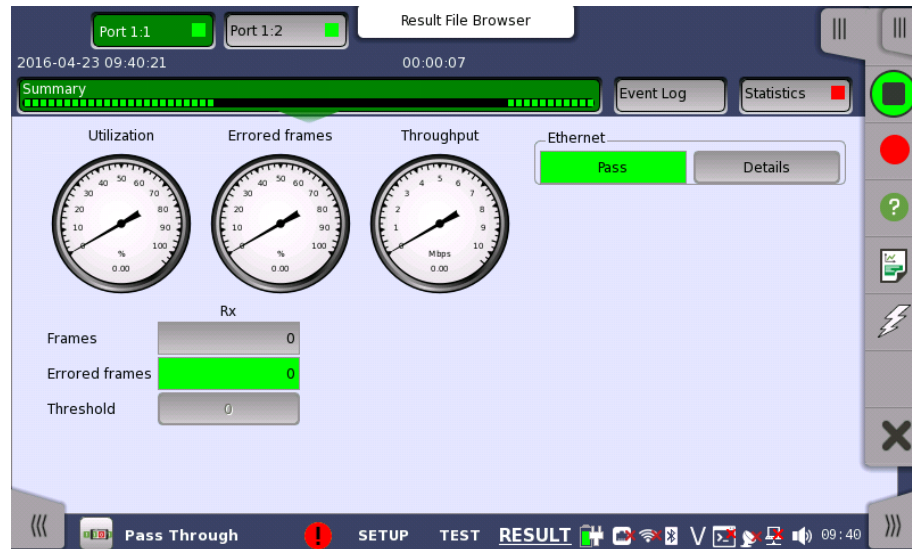 Result File Browser
Port 1:1
Port 1:2
2016-04-23 09:40:21
00:00:07
Summary
Event Log
Statistics
Utilization
Errored frames
Throughput
Ethernet
Pass
Details
0 10 20 30 40 50 60 70 80 90 100
%
0.00
0 10 20 30 40 50 60 70 80 90 100
%
0.00
0 1 2 3 4 5 6 7 8 9 10
Mbps
0.00
?
Rx
Frames 0
Errored frames 0
Threshold 0
Pass Through
!
SETUP
TEST
RESULT
09:40